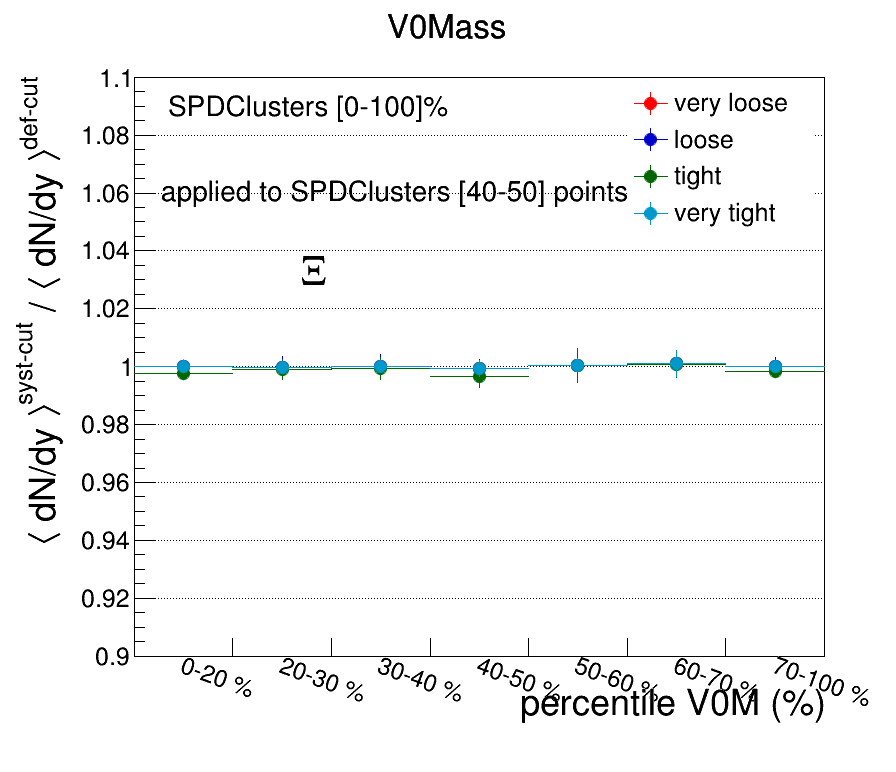 V0Mass
⟨ dN/dy ⟩^syst-cut / ⟨ dN/dy ⟩^def-cut
SPDClusters [0-100]%
applied to SPDClusters [40-50] points
Ξ
very loose
loose
tight
very tight
1.1
1.08
1.06
1.04
1.02
1
0.98
0.96
0.94
0.92
0.9
0-20 %
20-30 %
30-40 %
40-50 %
50-60 %
60-70 %
70-100 %
percentile V0M (%)